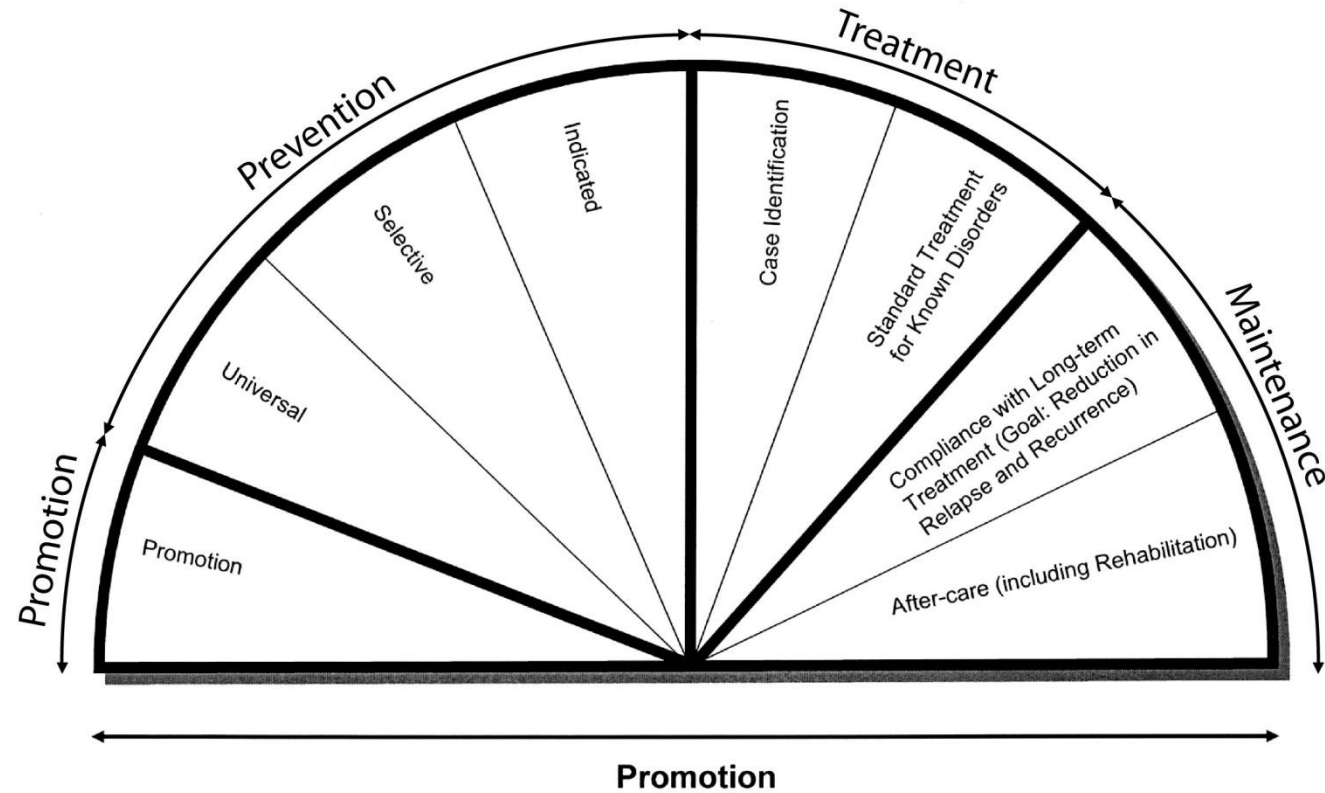 Promotion
Prevention
Treatment
Maintenance
Promotion
Universal
Selective
Indicated
Case Identification
Standard Treatment
for Known Disorders
Compliance with Long-term
Treatment (Goal: Reduction in
Relapse and Recurrence)
After-care (including Rehabilitation)
Promotion